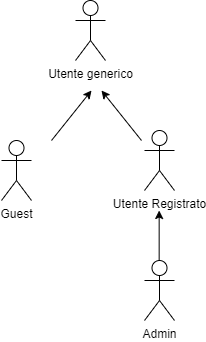 Utente generico
Guest
Utente Registrato
Admin